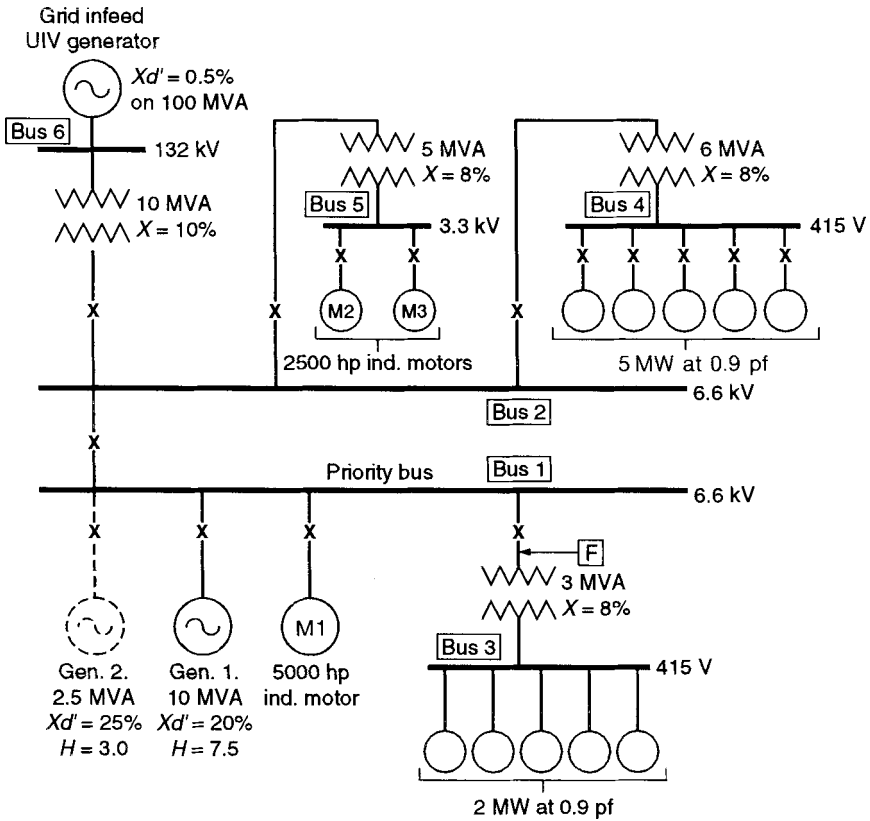 Grid infeed
UIV generator
Xd' = 0.5%
on 100 MVA
Bus 6
132 kV
10 MVA
X = 10%
X
5 MVA
X = 8%
Bus 5
3.3 kV
X
X
M2
M3
2500 hp ind. motors
X
6 MVA
X = 8%
Bus 4
415 V
X
X
X
X
X
5 MW at 0.9 pf
X
6.6 kV
Bus 2
X
Priority bus
Bus 1
6.6 kV
X
X
X
X
F
3 MVA
X = 8%
M1
Gen. 2.
2.5 MVA
Xd' = 25%
H = 3.0
Gen. 1.
10 MVA
Xd' = 20%
H = 7.5
5000 hp
ind. motor
Bus 3
415 V
2 MW at 0.9 pf